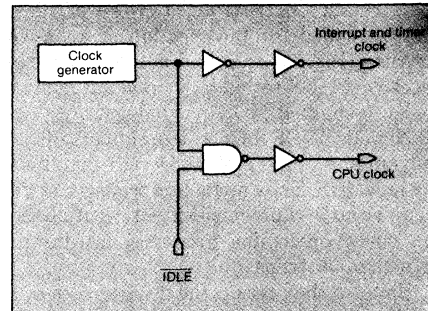 Clock
generator
Interrupt and timer
clock
CPU clock
IDLE